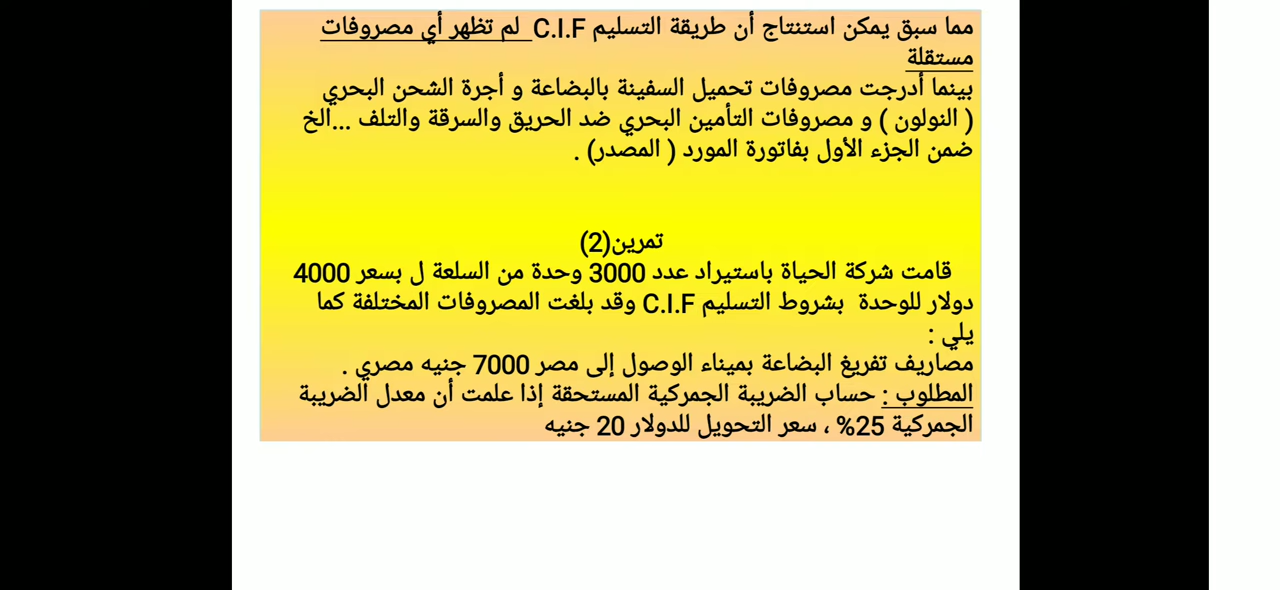 مما سبق يمكن استنتاج أن طريقة التسليم C.I.F لم تظهر أي مصروفات
مستقلة
بينما أدرجت مصروفات تحميل السفينة بالبضاعة و أجرة الشحن البحري
( النولون ) و مصروفات التأمين البحري ضد الحريق والسرقة والتلف ...الخ
ضمن الجزء الأول بفاتورة المورد ( المصدر) .
تمرين(2)
قامت شركة الحياة باستيراد عدد 3000 وحدة من السلعة ل بسعر 4000
دولار للوحدة بشروط التسليم C.I.F وقد بلغت المصروفات المختلفة كما
يلي :
مصاريف تفريغ البضاعة بميناء الوصول إلى مصر 7000 جنيه مصري .
المطلوب : حساب الضريبة الجمركية المستحقة إذا علمت أن معدل الضريبة
الجمركية 25% ، سعر التحويل للدولار 20 جنيه